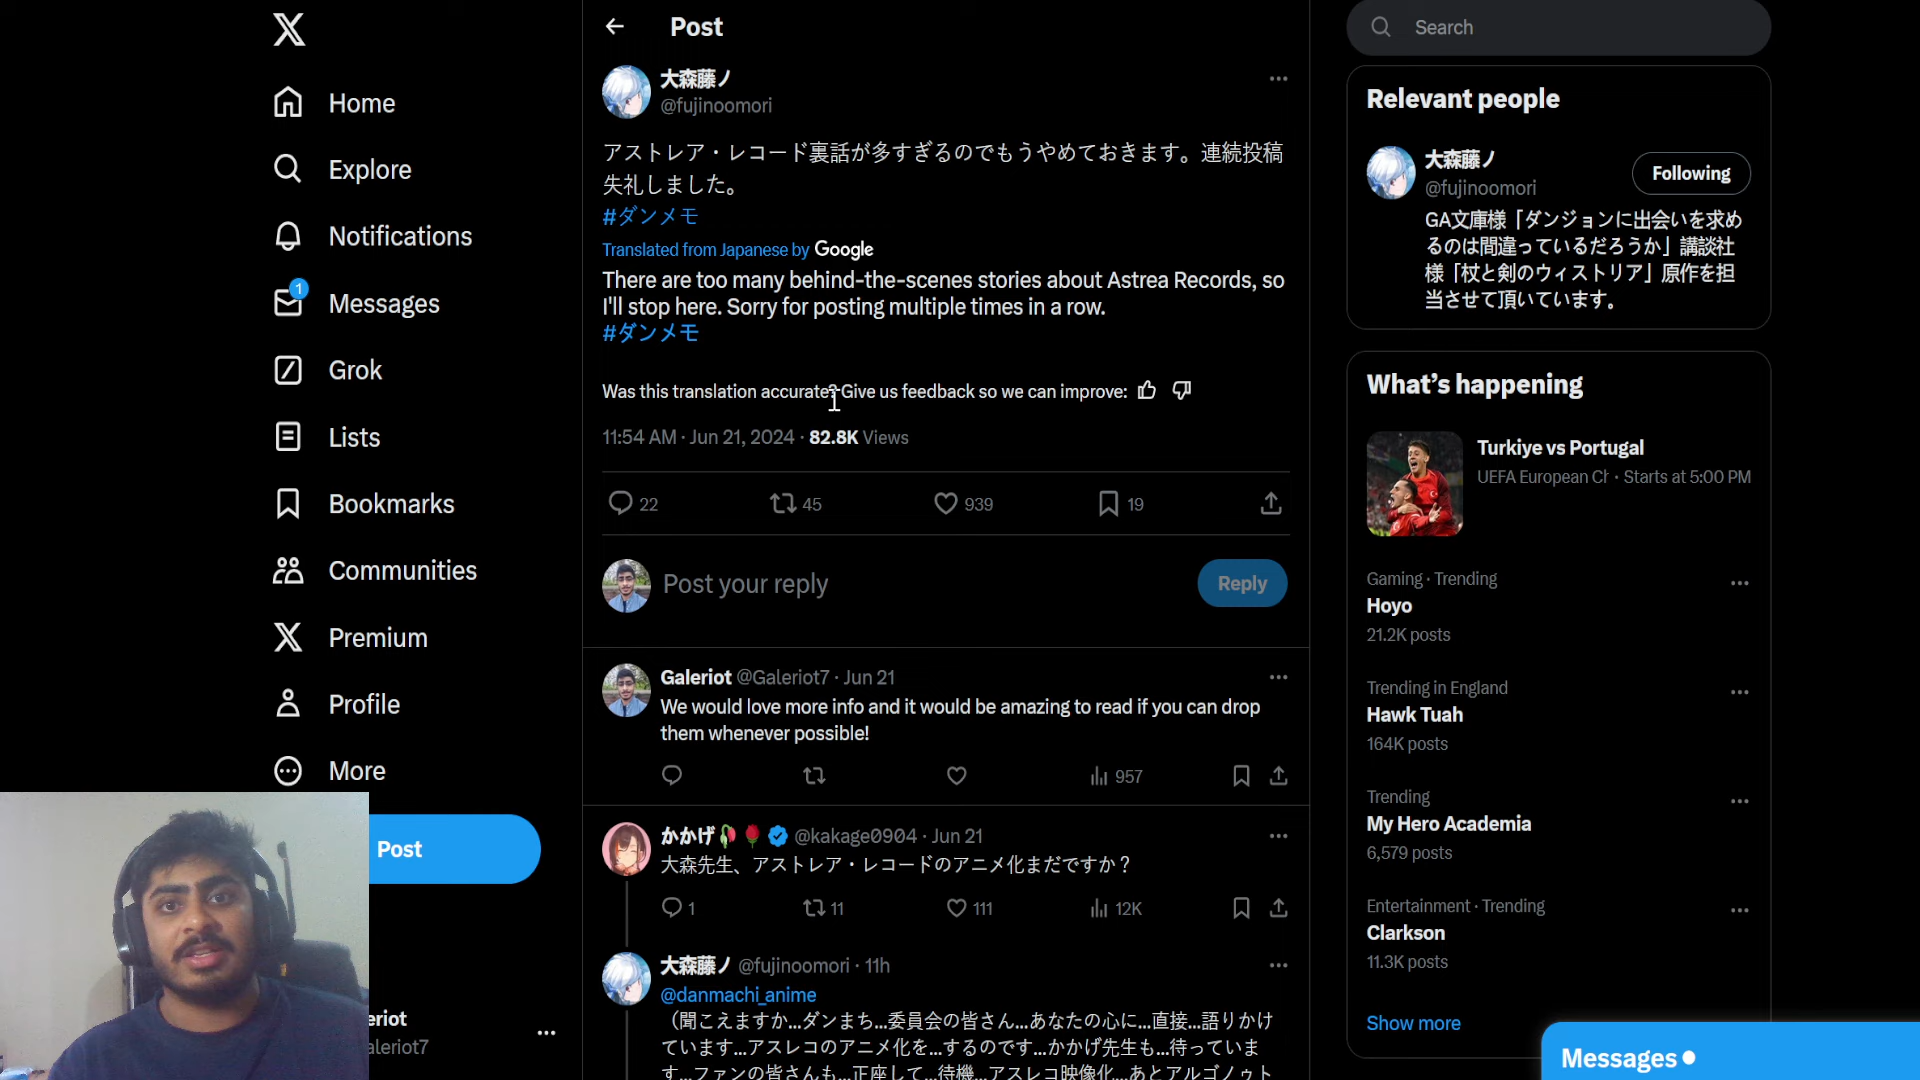 Home
Explore
Notifications
1
Messages
Grok
Lists
Bookmarks
Communities
Premium
Profile
More
Post
eriot
aleriot7
Post
大森藤ノ
@fujinoomori
アストレア・レコード裏話が多すぎるのでもうやめておきます。連続投稿
失礼しました。
#ダンメモ
Translated from Japanese by Google
There are too many behind-the-scenes stories about Astrea Records, so
I'll stop here. Sorry for posting multiple times in a row.
#ダンメモ
Was this translation accurate? Give us feedback so we can improve:
11:54 AM · Jun 21, 2024 · 82.8K Views
22 45 939 19
Post your reply
Reply
Galeriot @Galeriot7 · Jun 21
We would love more info and it would be amazing to read if you can drop
them whenever possible!
957
かかげ @kakage0904 · Jun 21
大森先生、アストレア・レコードのアニメ化まだですか？
1 11 111 12K
大森藤ノ @fujinoomori · 11h
@danmachi_anime
（聞こえますか...ダンまち...委員会の皆さん...あなたの心に...直接...語りかけ
ています...アスレコのアニメ化を...するのです...かかげ先生も...待っていま
す...ファンの皆さんも...正座して...待機...アスレコ映像化...あとアルゴノゥト
Search
Relevant people
大森藤ノ
@fujinoomori
Following
GA文庫様「ダンジョンに出会いを求め
るのは間違っているだろうか」講談社
様「杖と剣のウィストリア」原作を担
当させて頂いています。
What's happening
Turkiye vs Portugal
UEFA European Ch · Starts at 5:00 PM
Gaming · Trending
Hoyo
21.2K posts
Trending in England
Hawk Tuah
164K posts
Trending
My Hero Academia
6,579 posts
Entertainment · Trending
Clarkson
11.3K posts
Show more
Messages